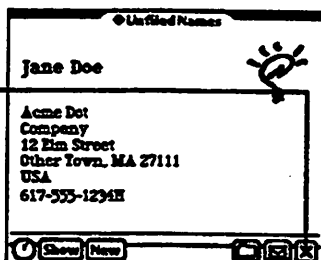 ◆Unfiled Names
Jane Doe
Acme Dot
Company
12 Elm Street
Other Town, MA 27111
USA
617-555-1234H
Show New